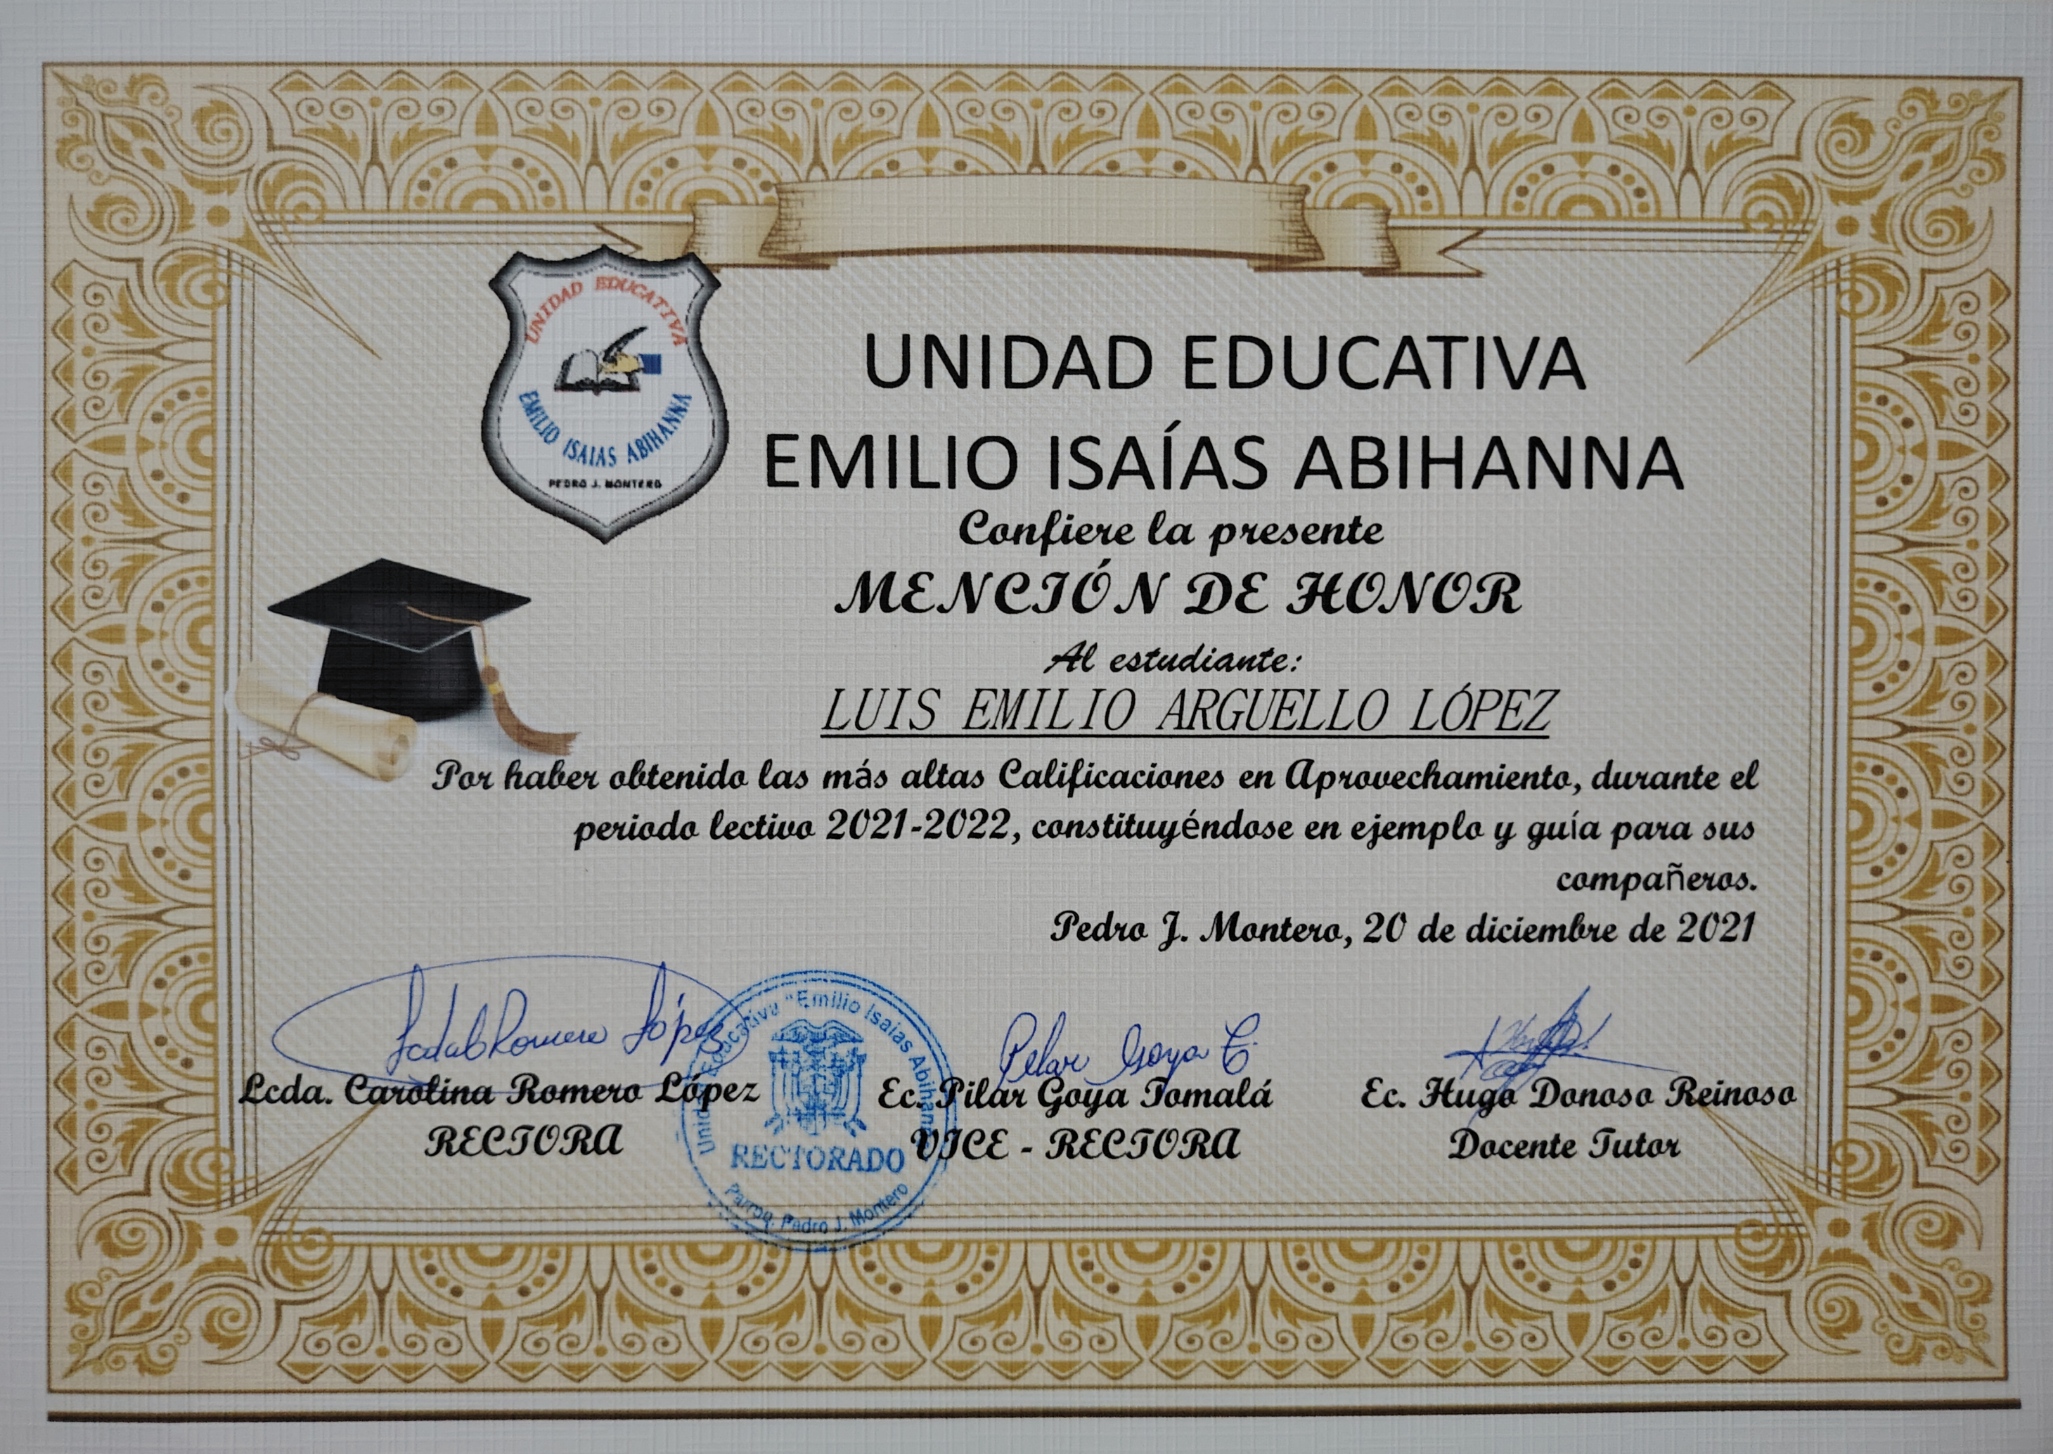 UNIDAD EDUCATIVA
EMILIO ISAIAS ABIHANNA
PEDRO J. MONTERO
UNIDAD EDUCATIVA
EMILIO ISAÍAS ABIHANNA
Confiere la presente
MENCIÓN DE HONOR
Al estudiante:
LUIS EMILIO ARGUELLO LÓPEZ
Por haber obtenido las más altas Calificaciones en Aprovechamiento, durante el
periodo lectivo 2021-2022, constituyéndose en ejemplo y guía para sus
compañeros.
Pedro J. Montero, 20 de diciembre de 2021
Romero López
Pilar Goya T.
Lcda. Carolina Romero López
RECTORA
Ec. Pilar Goya Tomalá
VICE - RECTORA
Ec. Hugo Donoso Reinoso
Docente Tutor
Unidad Educativa "Emilio Isaias Abihanna
RECTORADO
Parroq. Pedro J. Montero